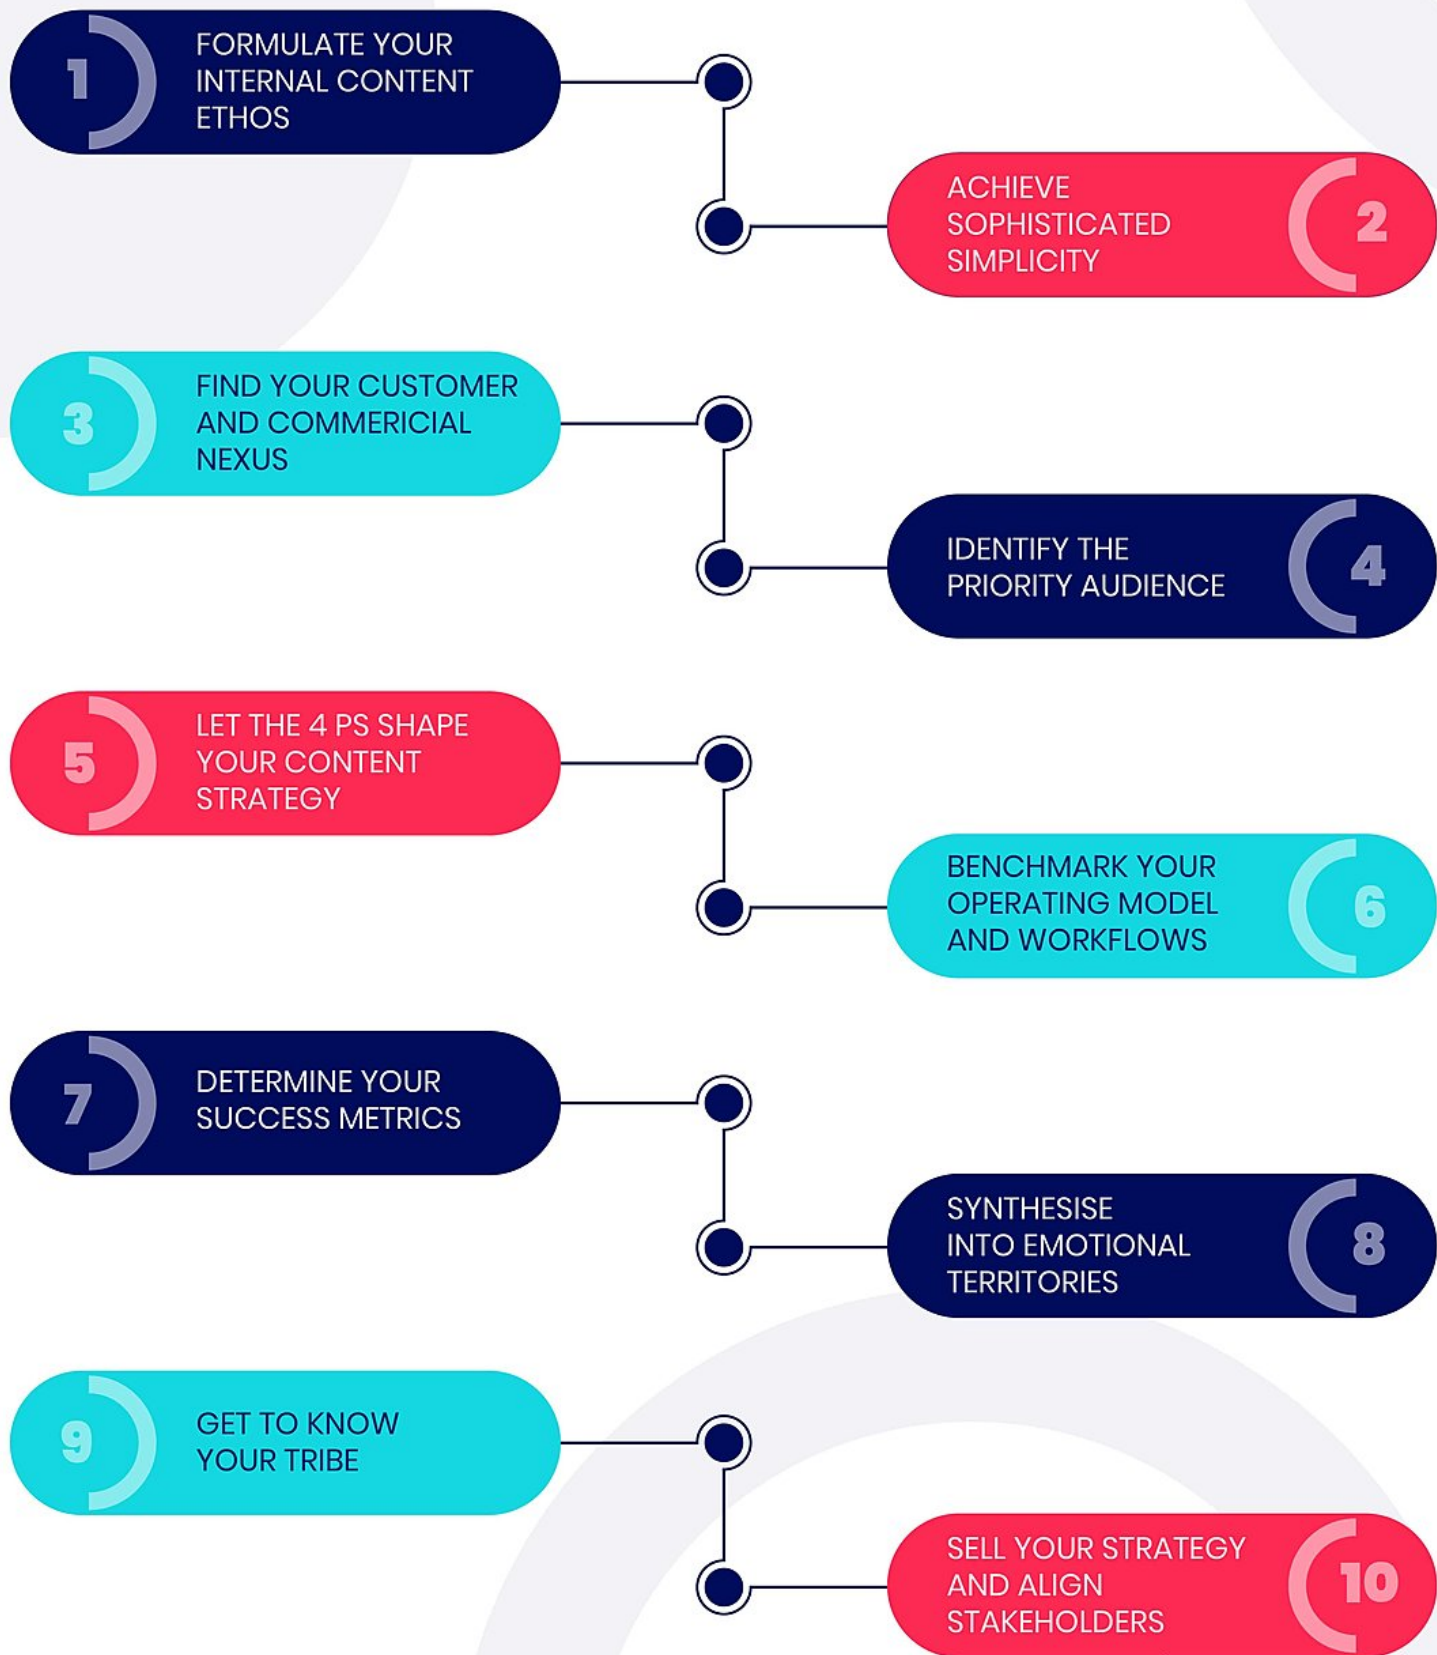 1
FORMULATE YOUR
INTERNAL CONTENT
ETHOS
ACHIEVE
SOPHISTICATED
SIMPLICITY
2
3
FIND YOUR CUSTOMER
AND COMMERICIAL
NEXUS
IDENTIFY THE
PRIORITY AUDIENCE
4
5
LET THE 4 PS SHAPE
YOUR CONTENT
STRATEGY
BENCHMARK YOUR
OPERATING MODEL
AND WORKFLOWS
6
7
DETERMINE YOUR
SUCCESS METRICS
SYNTHESISE
INTO EMOTIONAL
TERRITORIES
8
9
GET TO KNOW
YOUR TRIBE
SELL YOUR STRATEGY
AND ALIGN
STAKEHOLDERS
10